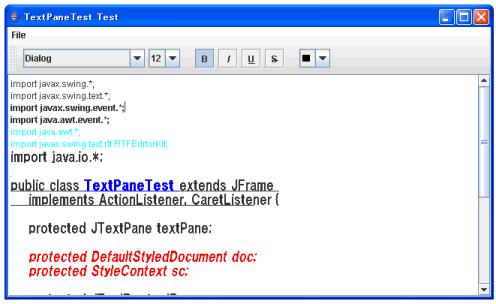 TextPaneTest Test
File
Dialog 12 B I U S
import javax.swing.*;
import javax.swing.text.*;
import javax.swing.event.*;
import java.awt.event.*;
import java.awt.*;
import javax.swing.text.rtf.RTFEditorKit;
import java.io.*;
public class TextPaneTest extends JFrame
implements ActionListener, CaretListener {
protected JTextPane textPane;
protected DefaultStyledDocument doc;
protected StyleContext sc;